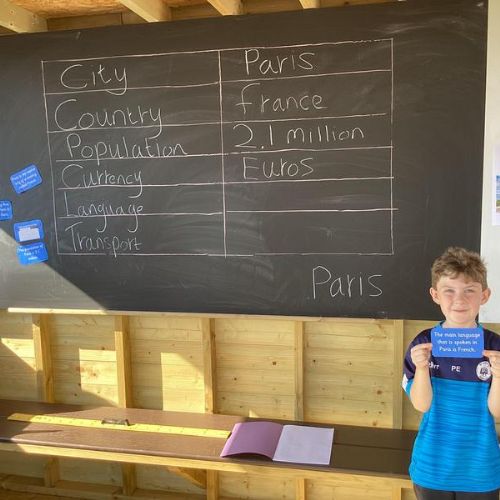 City Paris
Country france
Population 2.1 million
Currency Euros
Language
Transport
Paris
The main language
that is spoken in
Paris is French.
PE